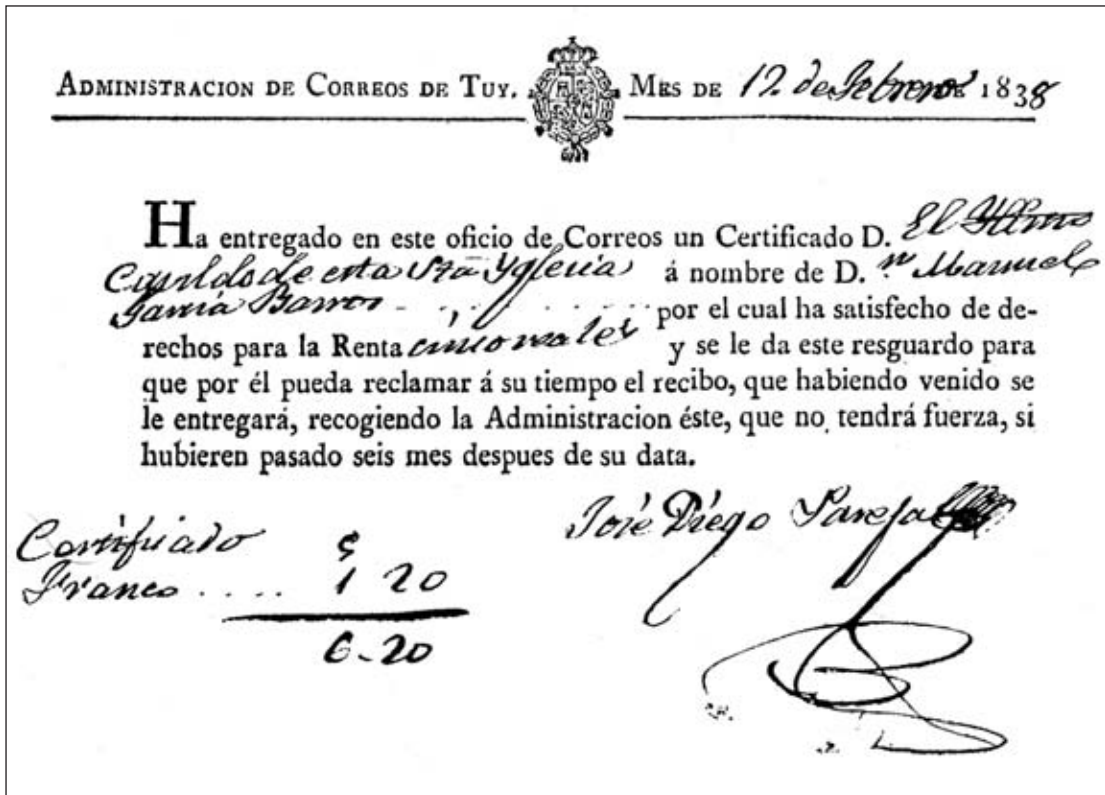 ADMINISTRACION DE CORREOS DE TUY. MES DE 12. de Febrero DE 1838
Ha entregado en este oficio de Correos un Certificado D. El Yllmo
Cavildo de esta Sta Yglesia á nombre de D.n Manuel
Garcia Barros por el cual ha satisfecho de de-
rechos para la Renta cinco reales y se le da este resguardo para
que por él pueda reclamar á su tiempo el recibo, que habiendo venido se
le entregará, recogiendo la Administracion éste, que no tendrá fuerza, si
hubieren pasado seis mes despues de su data.
José Diego
Certificado 5
Franco .... 1 20
6-20